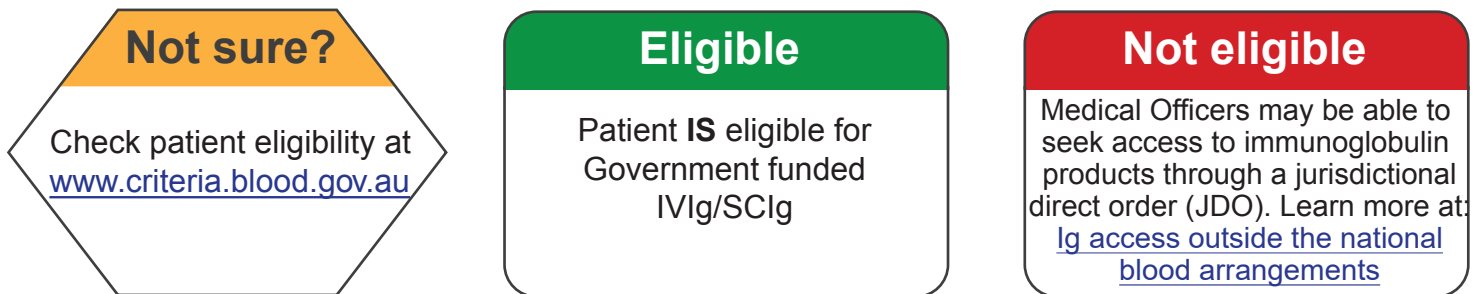 Not sure?
Check patient eligibility at
www.criteria.blood.gov.au
Eligible
Patient IS eligible for
Government funded
IVIg/SCIg
Not eligible
Medical Officers may be able to
seek access to immunoglobulin
products through a jurisdictional
direct order (JDO). Learn more at:
Ig access outside the national
blood arrangements